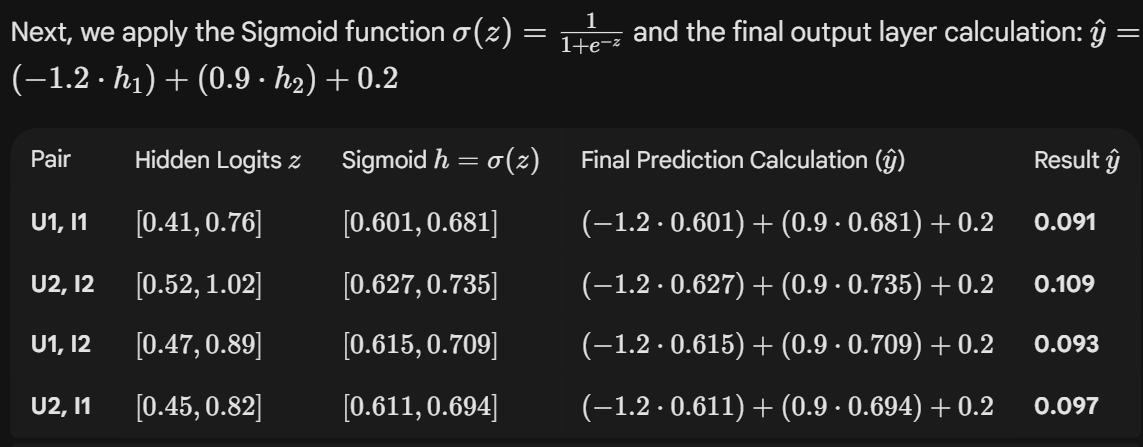 Next, we apply the Sigmoid function σ(z) = 1/(1+e^{-z}) and the final output layer calculation: ŷ =
(−1.2 · h₁) + (0.9 · h₂) + 0.2
Pair Hidden Logits z Sigmoid h = σ(z) Final Prediction Calculation (ŷ) Result ŷ
U1, I1 [0.41, 0.76] [0.601, 0.681] (−1.2 · 0.601) + (0.9 · 0.681) + 0.2 0.091
U2, I2 [0.52, 1.02] [0.627, 0.735] (−1.2 · 0.627) + (0.9 · 0.735) + 0.2 0.109
U1, I2 [0.47, 0.89] [0.615, 0.709] (−1.2 · 0.615) + (0.9 · 0.709) + 0.2 0.093
U2, I1 [0.45, 0.82] [0.611, 0.694] (−1.2 · 0.611) + (0.9 · 0.694) + 0.2 0.097